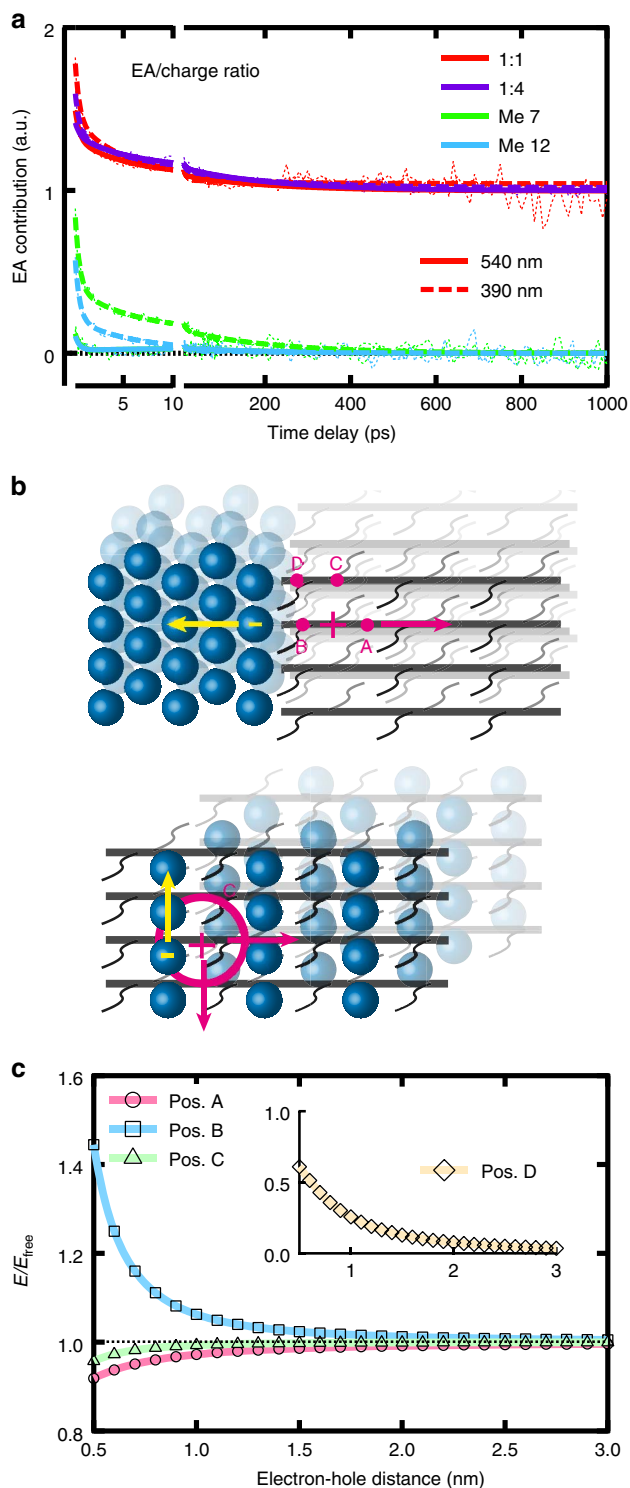 a
2
EA/charge ratio
1:1
1:4
Me 7
Me 12
1
540 nm
390 nm
0
EA contribution (a.u.)
5 10 200 400 600 800 1000
Time delay (ps)
b
D C
–
+
B A
C
–
+
c
1.6
Pos. A
Pos. B
Pos. C
1.0
Pos. D
0.5
0.0
1 2 3
1.4
1.2
1.0
0.8
E/Efree
0.5 1.0 1.5 2.0 2.5 3.0
Electron-hole distance (nm)